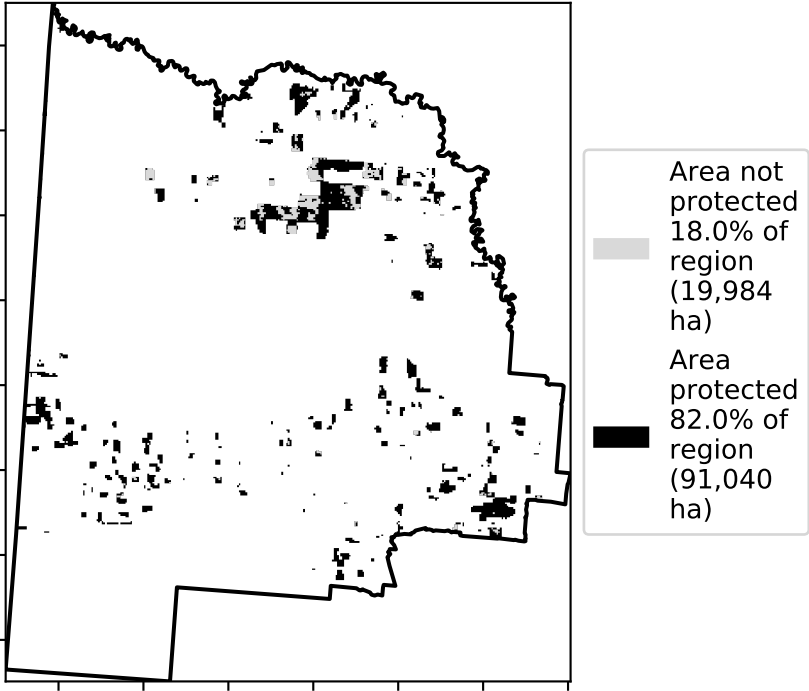 Area not
protected
18.0% of
region
(19,984
ha)
Area
protected
82.0% of
region
(91,040
ha)